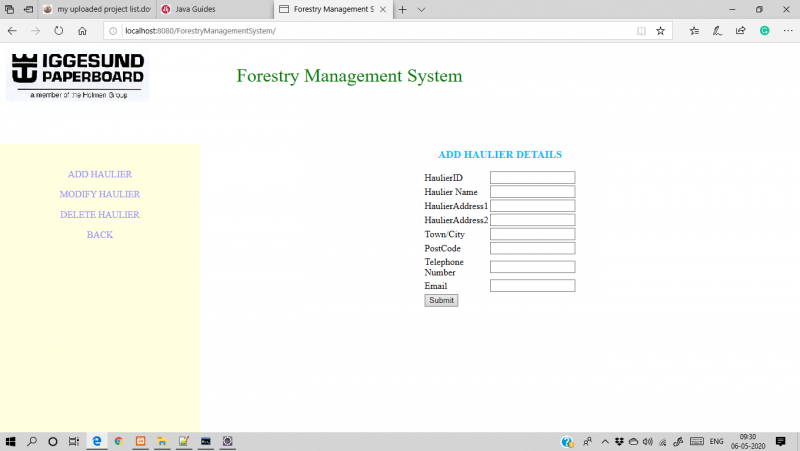 my uploaded project list.do
Java Guides
Forestry Management S
localhost:8080/ForestryManagementSystem/
IGGESUND
PAPERBOARD
a member of the Holmen Group
Forestry Management System
ADD HAULIER
MODIFY HAULIER
DELETE HAULIER
BACK
ADD HAULIER DETAILS
HaulierID
Haulier Name
HaulierAddress1
HaulierAddress2
Town/City
PostCode
Telephone
Number
Email
Submit
ENG
09:30
06-05-2020